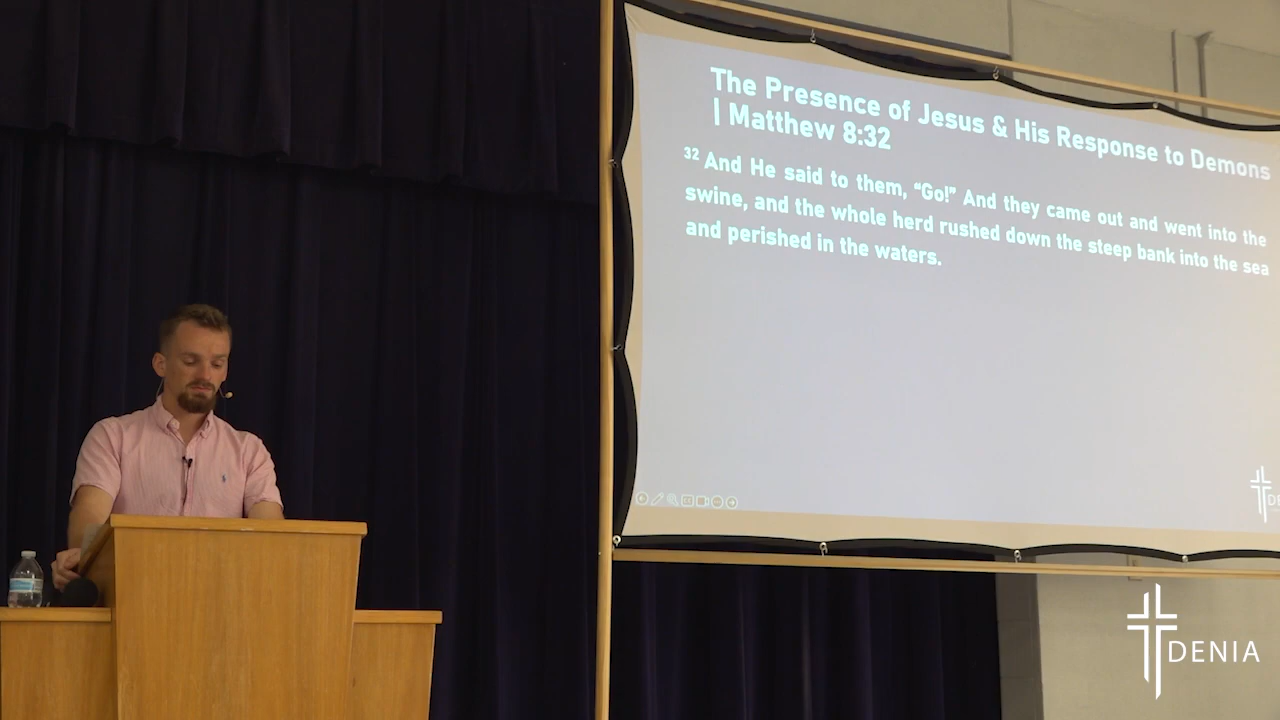 The Presence of Jesus & His Response to Demons
| Matthew 8:32
32 And He said to them, “Go!” And they came out and went into the
swine, and the whole herd rushed down the steep bank into the sea
and perished in the waters.
DENIA